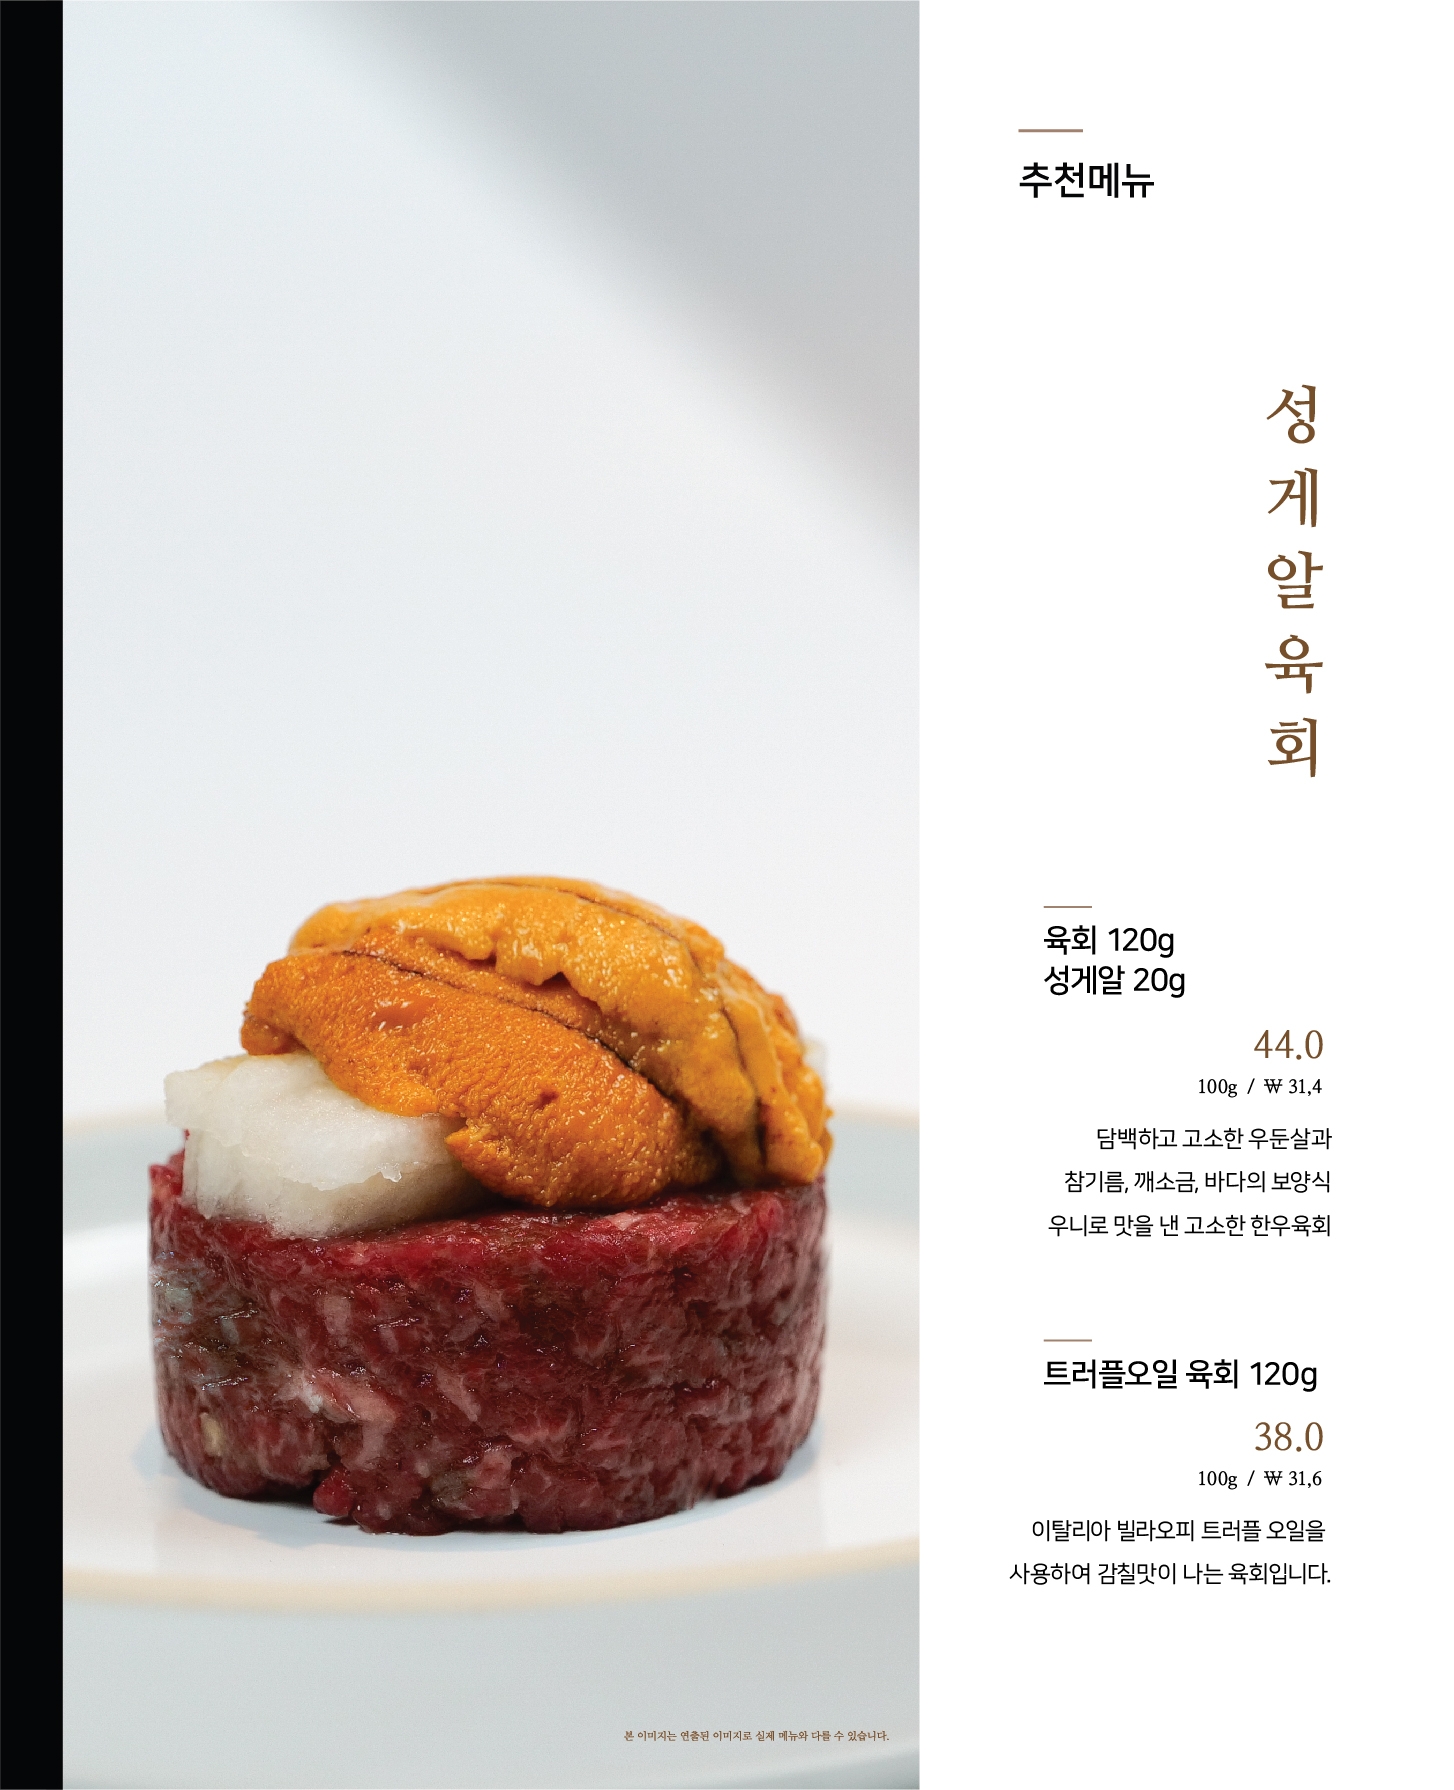 추천메뉴
성게알육회
육회 120g
성게알 20g
44.0
100g / ₩ 31,4
담백하고 고소한 우둔살과
참기름, 깨소금, 바다의 보양식
우니로 맛을 낸 고소한 한우육회
트러플오일 육회 120g
38.0
100g / ₩ 31,6
이탈리아 빌라오피 트러플 오일을
사용하여 감칠맛이 나는 육회입니다.
본 이미지는 연출된 이미지로 실제 메뉴와 다를 수 있습니다.